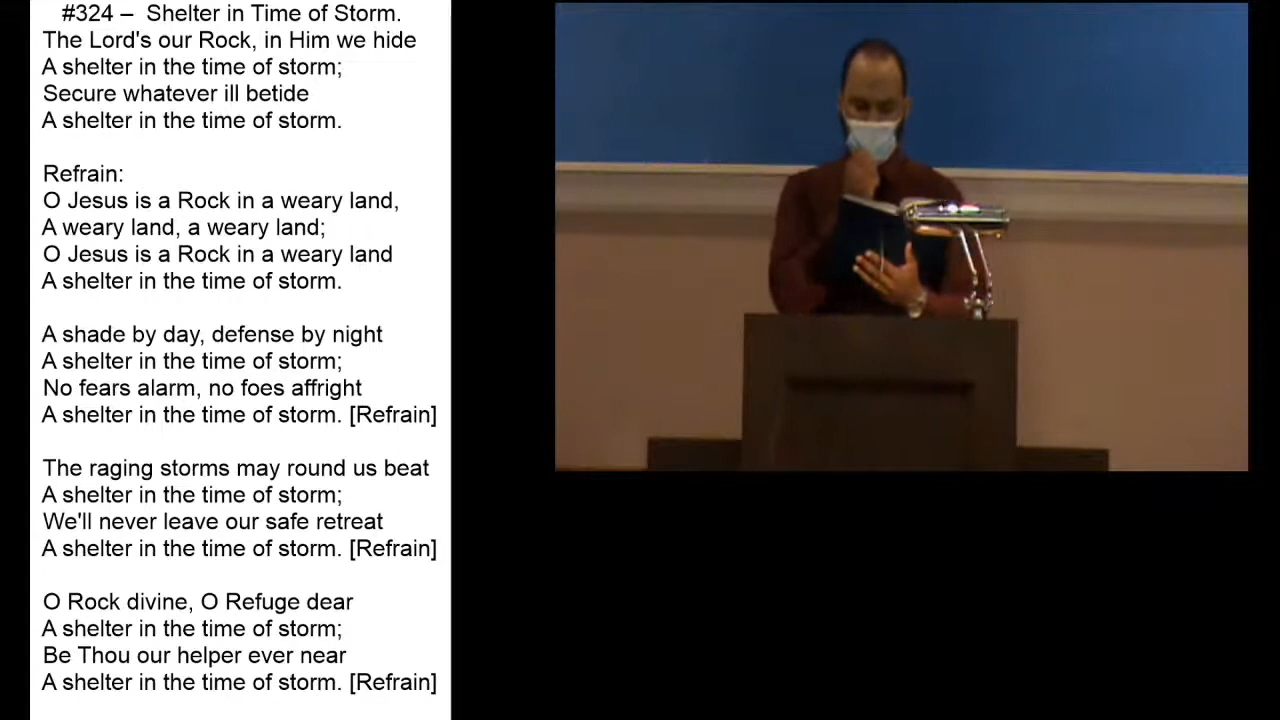 #324 –  Shelter in Time of Storm.
The Lord's our Rock, in Him we hide
A shelter in the time of storm;
Secure whatever ill betide
A shelter in the time of storm.
Refrain:
O Jesus is a Rock in a weary land,
A weary land, a weary land;
O Jesus is a Rock in a weary land
A shelter in the time of storm.
A shade by day, defense by night
A shelter in the time of storm;
No fears alarm, no foes affright
A shelter in the time of storm. [Refrain]
The raging storms may round us beat
A shelter in the time of storm;
We'll never leave our safe retreat
A shelter in the time of storm. [Refrain]
O Rock divine, O Refuge dear
A shelter in the time of storm;
Be Thou our helper ever near
A shelter in the time of storm. [Refrain]